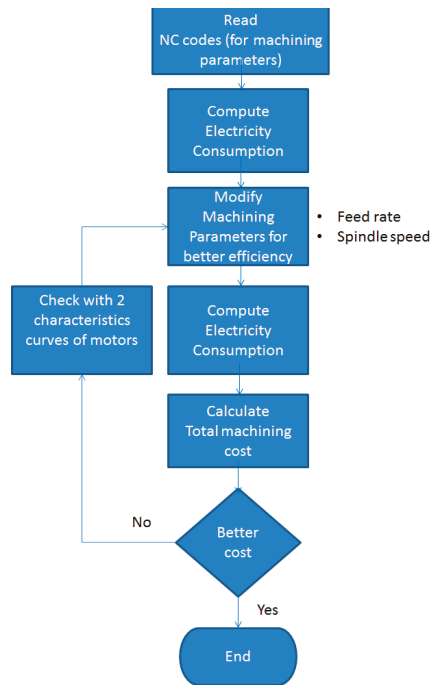 Read
NC codes (for machining
parameters)
Compute
Electricity
Consumption
Modify
Machining
Parameters for
better efficiency
• Feed rate
• Spindle speed
Check with 2
characteristics
curves of motors
Compute
Electricity
Consumption
Calculate
Total machining
cost
No
Better
cost
Yes
End